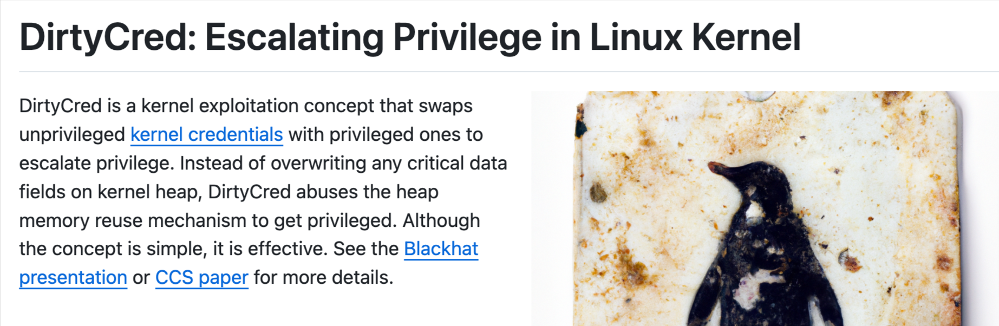 DirtyCred: Escalating Privilege in Linux Kernel
DirtyCred is a kernel exploitation concept that swaps
unprivileged kernel credentials with privileged ones to
escalate privilege. Instead of overwriting any critical data
fields on kernel heap, DirtyCred abuses the heap
memory reuse mechanism to get privileged. Although
the concept is simple, it is effective. See the Blackhat
presentation or CCS paper for more details.